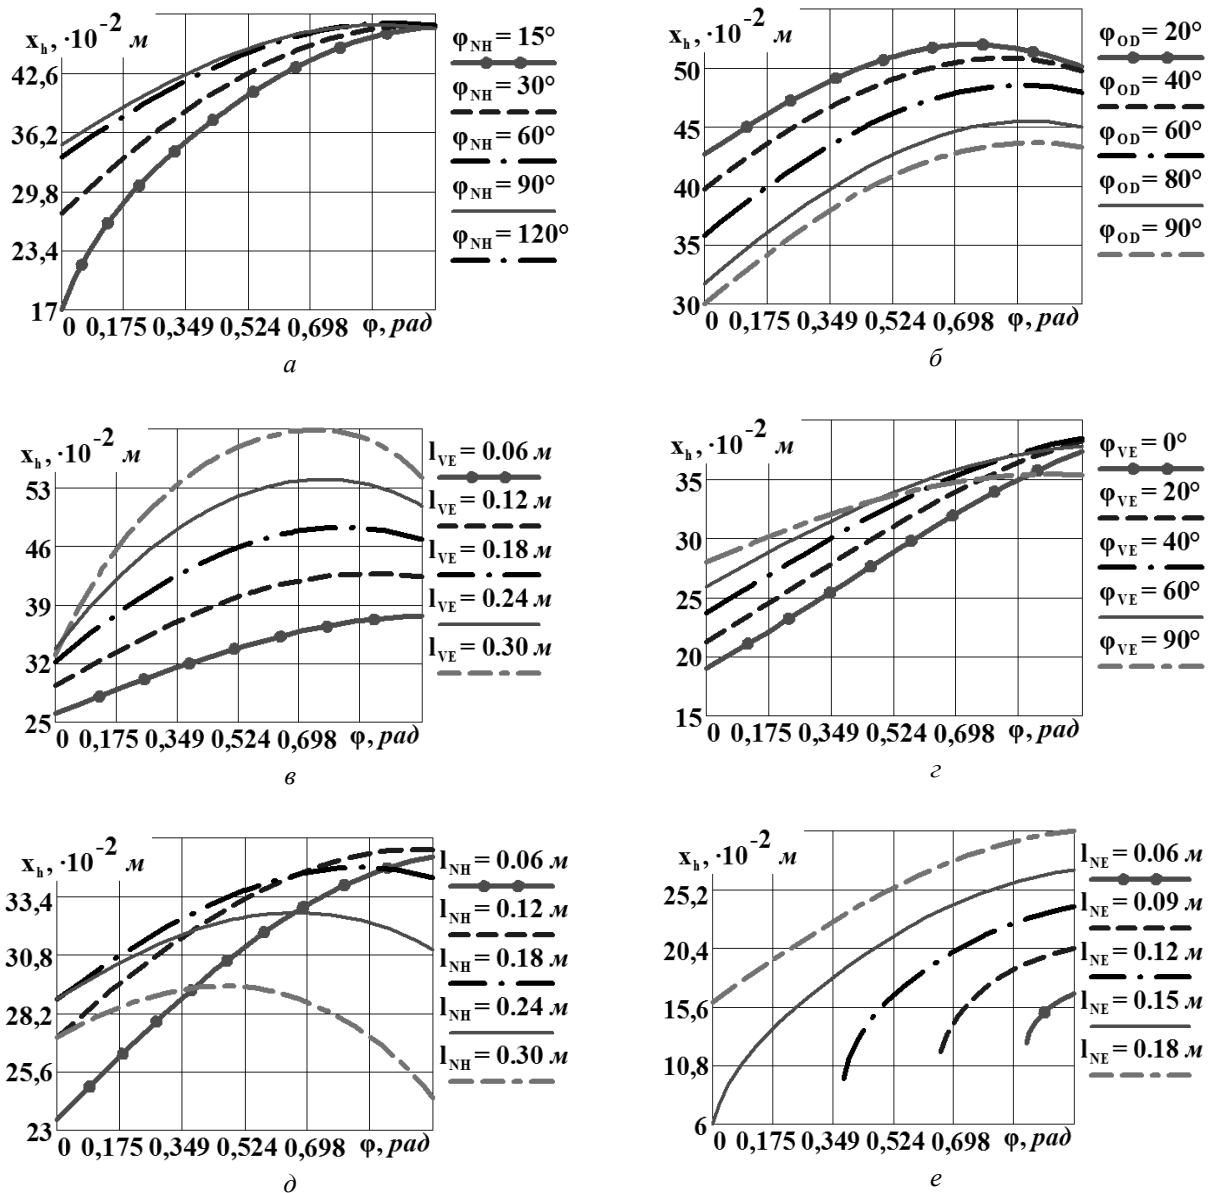 x_h, ·10⁻² м
42,6
36,2
29,8
23,4
17
0 0,175 0,349 0,524 0,698 φ, рад
φ_NH = 15°
φ_NH = 30°
φ_NH = 60°
φ_NH = 90°
φ_NH = 120°
а
x_h, ·10⁻² м
50
45
40
35
30
0 0,175 0,349 0,524 0,698 φ, рад
φ_OD = 20°
φ_OD = 40°
φ_OD = 60°
φ_OD = 80°
φ_OD = 90°
б
x_h, ·10⁻² м
53
46
39
32
25
0 0,175 0,349 0,524 0,698 φ, рад
l_VE = 0.06 м
l_VE = 0.12 м
l_VE = 0.18 м
l_VE = 0.24 м
l_VE = 0.30 м
в
x_h, ·10⁻² м
35
30
25
20
15
0 0,175 0,349 0,524 0,698 φ, рад
φ_VE = 0°
φ_VE = 20°
φ_VE = 40°
φ_VE = 60°
φ_VE = 90°
г
x_h, ·10⁻² м
33,4
30,8
28,2
25,6
23
0 0,175 0,349 0,524 0,698 φ, рад
l_NH = 0.06 м
l_NH = 0.12 м
l_NH = 0.18 м
l_NH = 0.24 м
l_NH = 0.30 м
д
x_h, ·10⁻² м
25,2
20,4
15,6
10,8
6
0 0,175 0,349 0,524 0,698 φ, рад
l_NE = 0.06 м
l_NE = 0.09 м
l_NE = 0.12 м
l_NE = 0.15 м
l_NE = 0.18 м
е